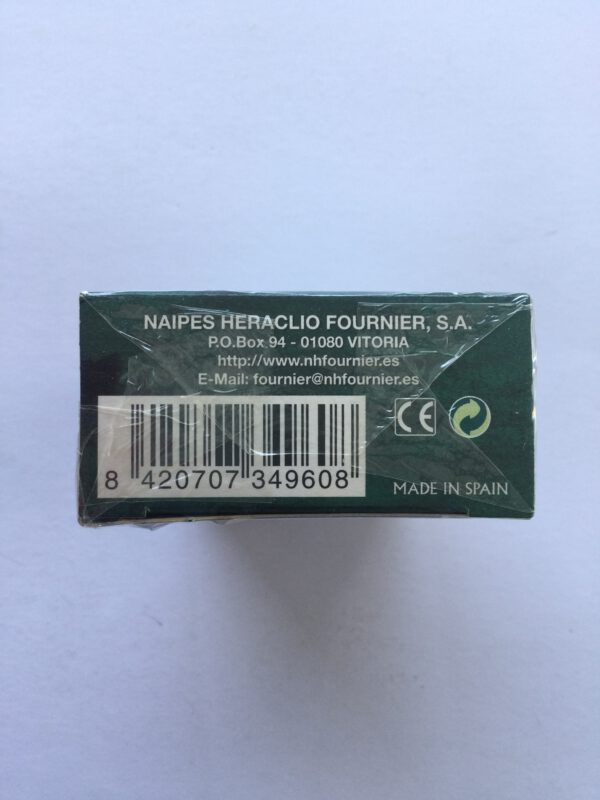 NAIPES HERACLIO FOURNIER, S.A.
P.O.Box 94 - 01080 VITORIA
http://www.nhfournier.es
E-Mail: fournier@nhfournier.es
CE
8 420707 349608
MADE IN SPAIN